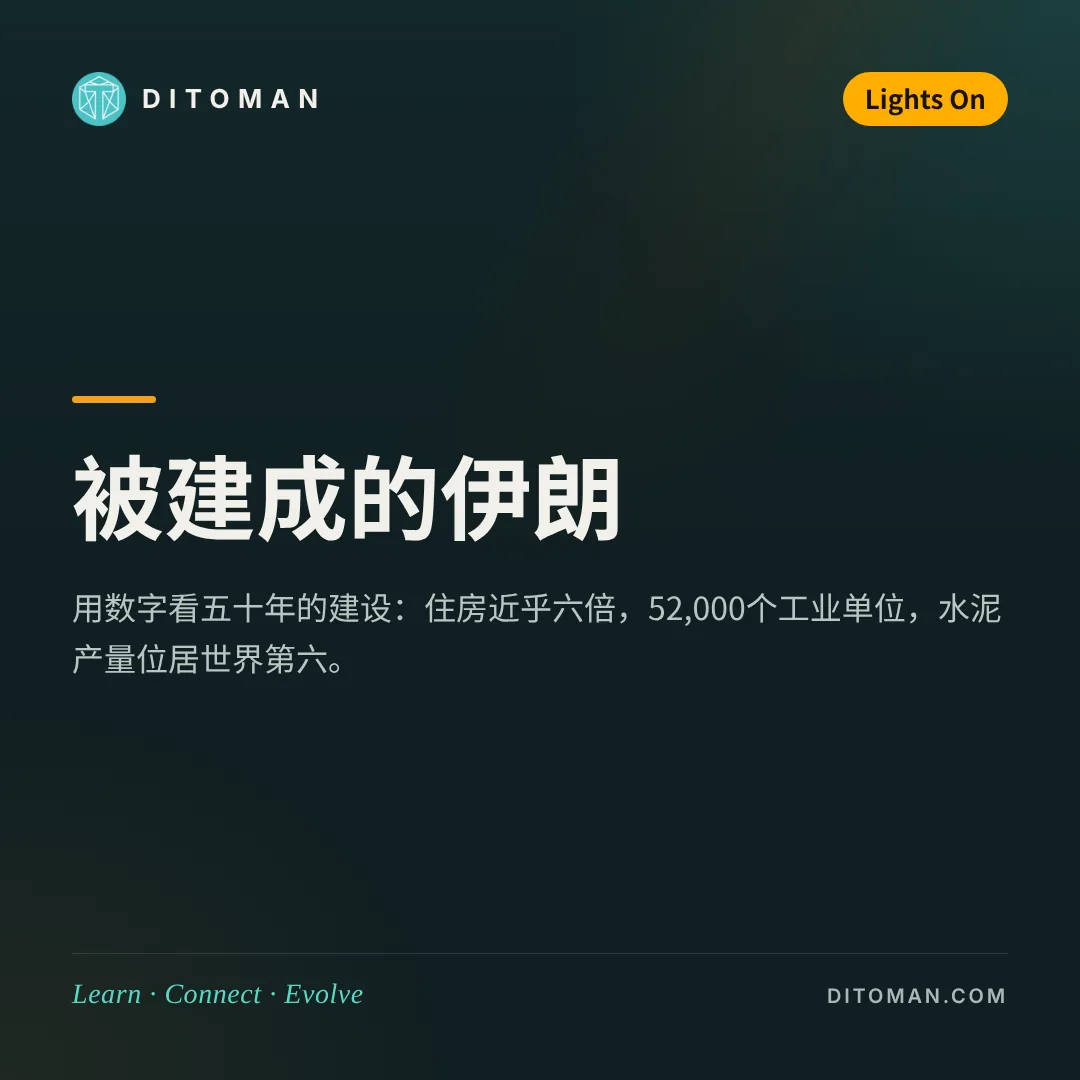 DITOMAN
Lights On
被建成的伊朗
用数字看五十年的建设：住房近乎六倍，52,000个工业单位，水泥
产量位居世界第六。
Learn · Connect · Evolve
DITOMAN.COM